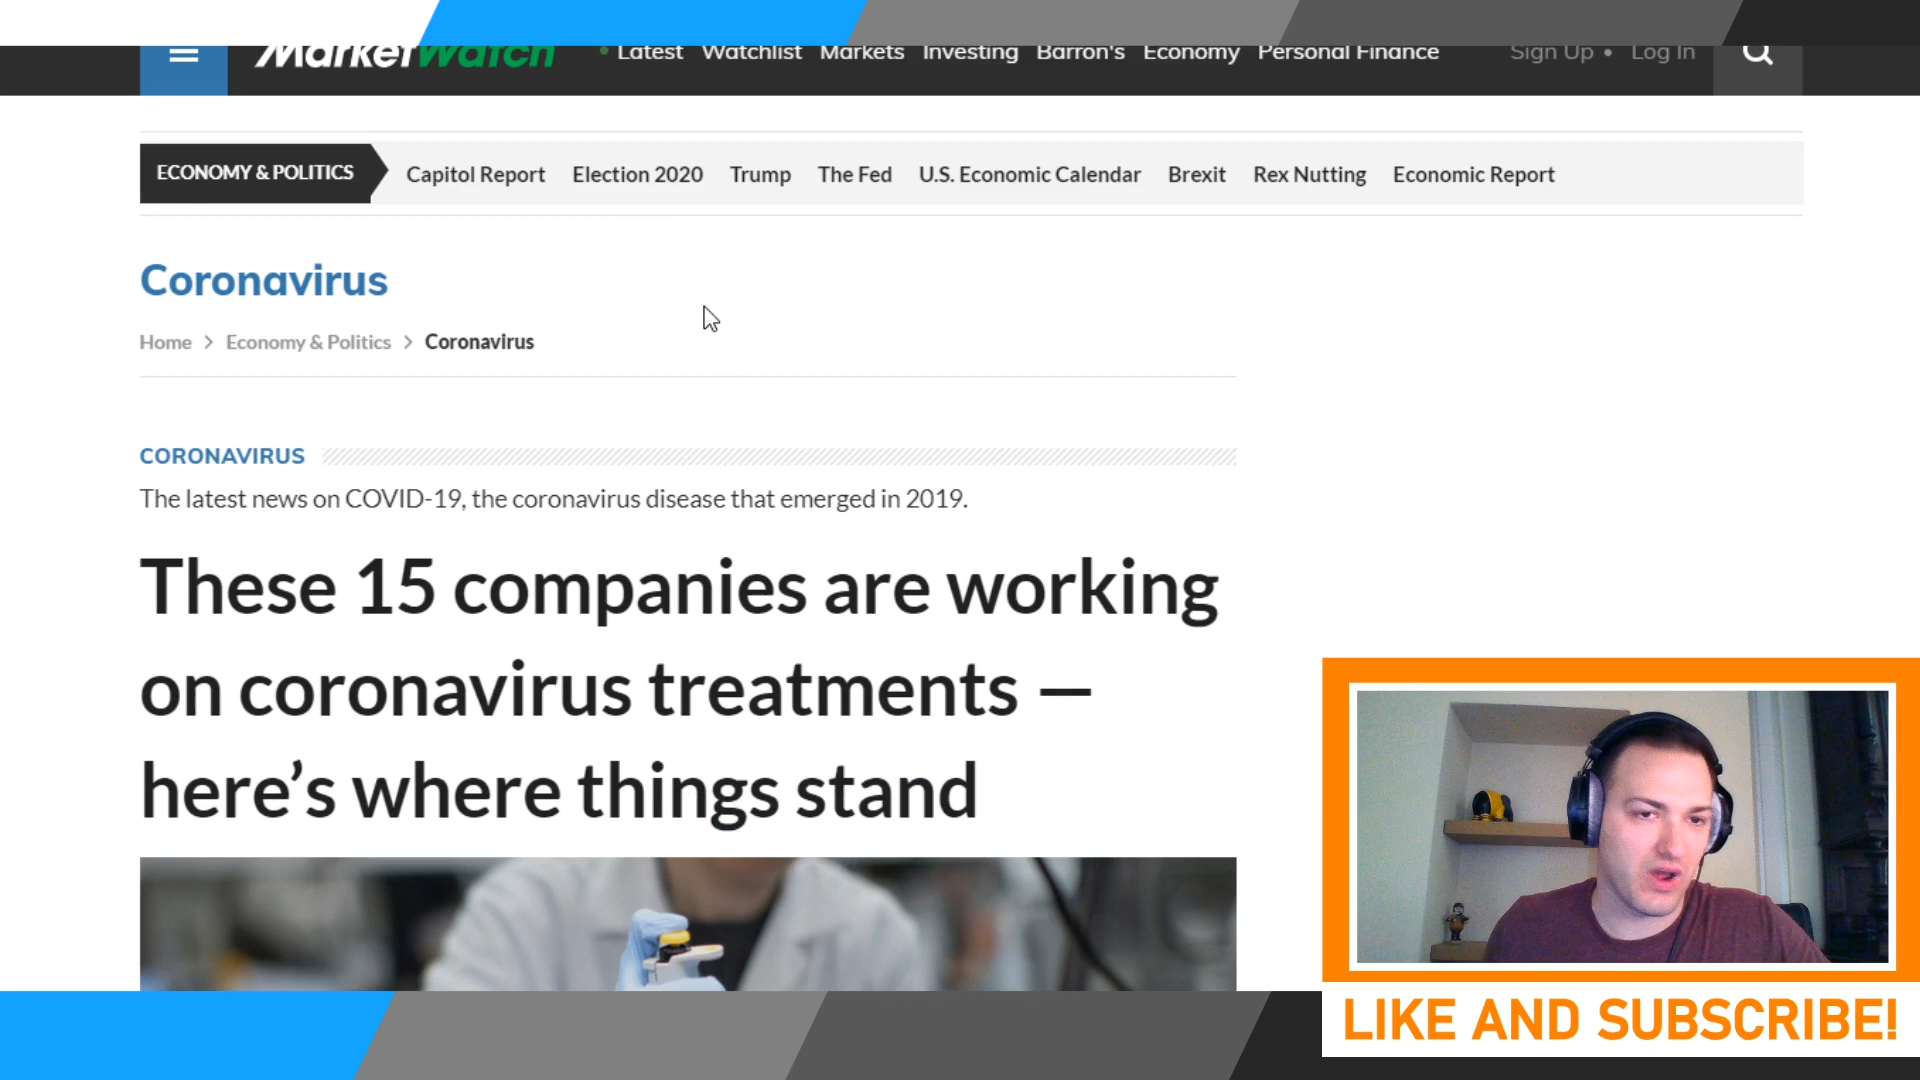 MarketWatch • Latest Watchlist Markets Investing Barron's Economy Personal Finance Sign Up • Log In
ECONOMY & POLITICS Capitol Report Election 2020 Trump The Fed U.S. Economic Calendar Brexit Rex Nutting Economic Report
Coronavirus
Home > Economy & Politics > Coronavirus
CORONAVIRUS
The latest news on COVID-19, the coronavirus disease that emerged in 2019.
These 15 companies are working
on coronavirus treatments —
here’s where things stand
LIKE AND SUBSCRIBE!